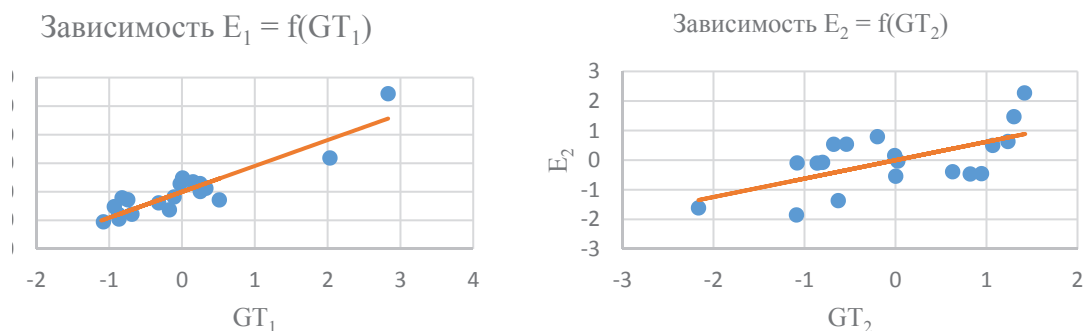 Зависимость E₁ = f(GT₁)
-2 -1 0 1 2 3 4
GT₁
Зависимость E₂ = f(GT₂)
3
2
1
0
-1
-2
-3
E₂
-3 -2 -1 0 1 2
GT₂